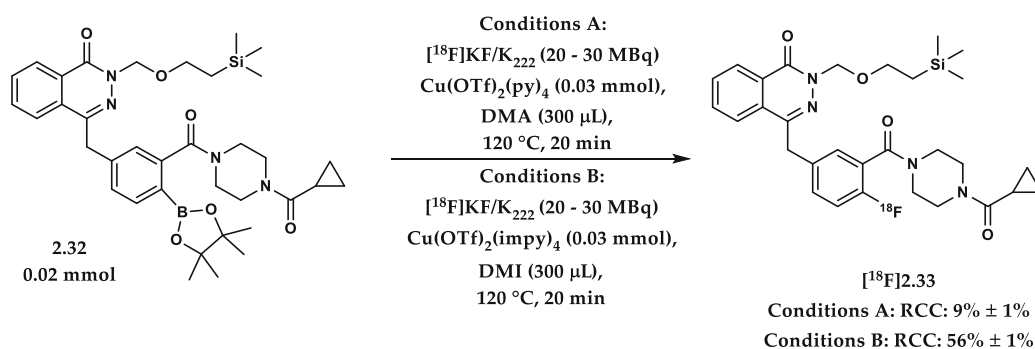 Conditions A:
[¹⁸F]KF/K₂₂₂ (20 - 30 MBq)
Cu(OTf)₂(py)₄ (0.03 mmol),
DMA (300 μL),
120 °C, 20 min
Conditions B:
[¹⁸F]KF/K₂₂₂ (20 - 30 MBq)
Cu(OTf)₂(impy)₄ (0.03 mmol),
DMI (300 μL),
120 °C, 20 min
O
Si
O
N
N
O
N
N
O
B
O
O
2.32
0.02 mmol
O
Si
O
N
N
O
N
N
O
¹⁸F
[¹⁸F]2.33
Conditions A: RCC: 9% ± 1%
Conditions B: RCC: 56% ± 1%